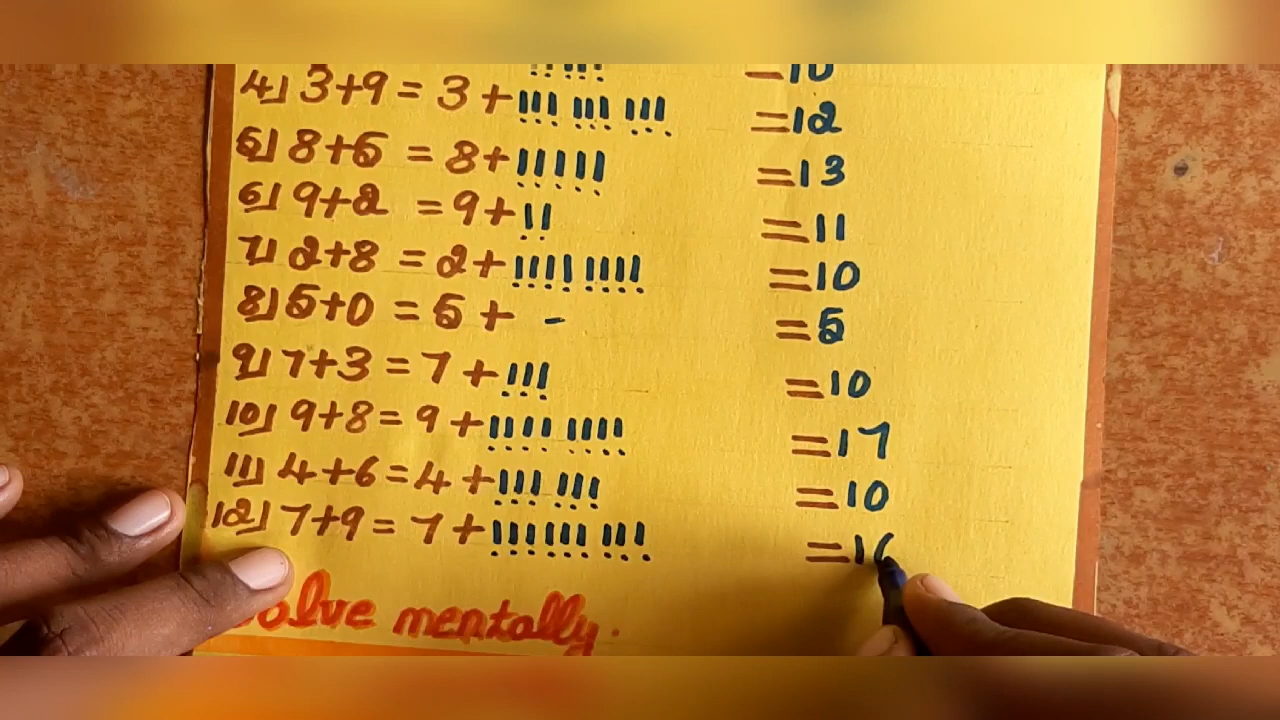 = 10
4) 3+9 = 3 + !!! !!! !!! = 12
5) 8+5 = 8+ !!!!! = 13
6) 9+2 = 9+ !! = 11
7) 2+8 = 2+ !!!! !!!! = 10
8) 5+0 = 5+ - = 5
9) 7+3 = 7 + !!! = 10
10) 9+8 = 9 + !!!! !!!! = 17
11) 4+6 = 4 + !!! !!! = 10
12) 7+9 = 7 + !!!!!! !!! = 16
olve mentally.